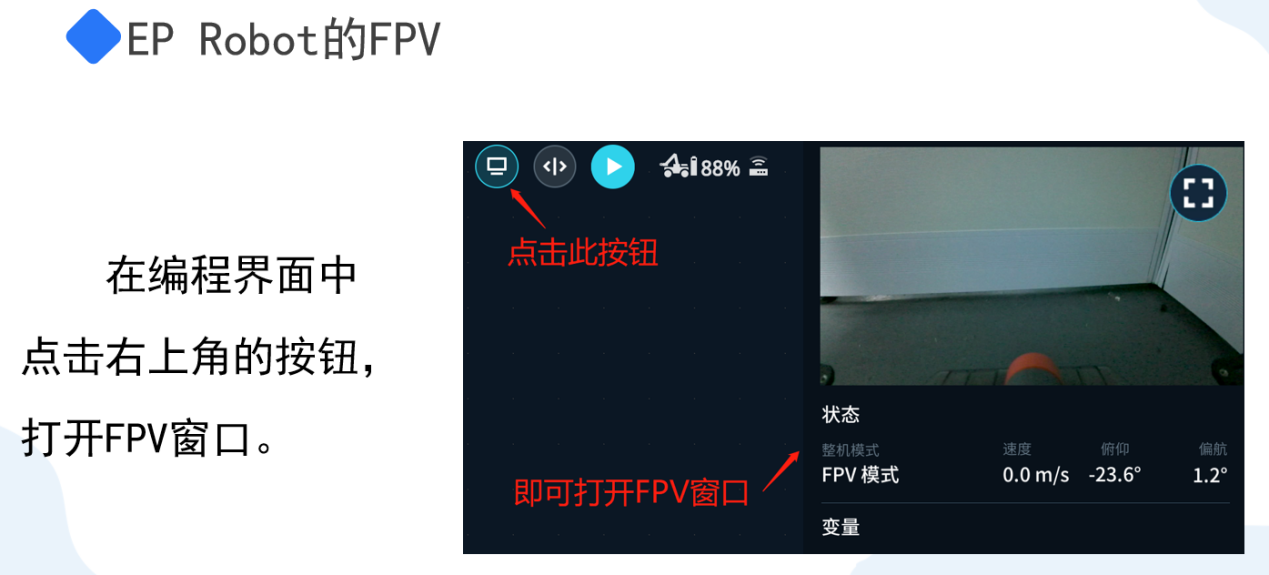 EP Robot的FPV
在编程界面中
点击右上角的按钮，
打开FPV窗口。
88%
点击此按钮
即可打开FPV窗口
状态
整机模式 速度 俯仰 偏航
FPV 模式 0.0 m/s -23.6° 1.2°
变量